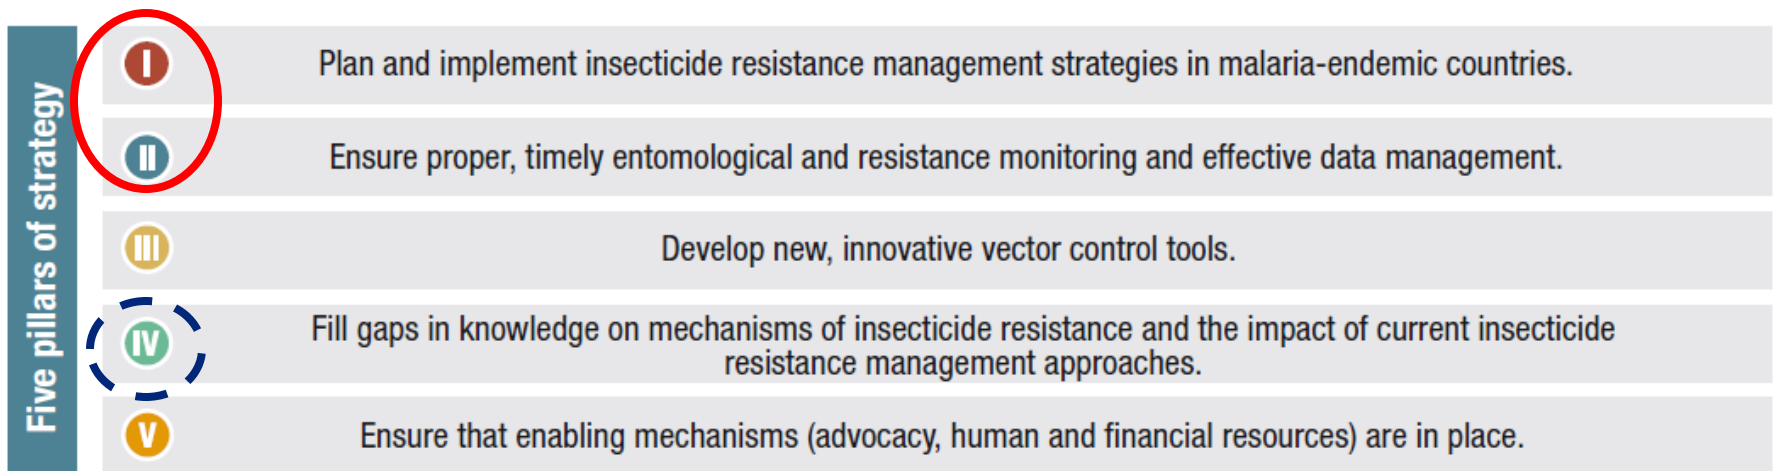 Five pillars of strategy
I
Plan and implement insecticide resistance management strategies in malaria-endemic countries.
II
Ensure proper, timely entomological and resistance monitoring and effective data management.
III
Develop new, innovative vector control tools.
IV
Fill gaps in knowledge on mechanisms of insecticide resistance and the impact of current insecticide
resistance management approaches.
V
Ensure that enabling mechanisms (advocacy, human and financial resources) are in place.